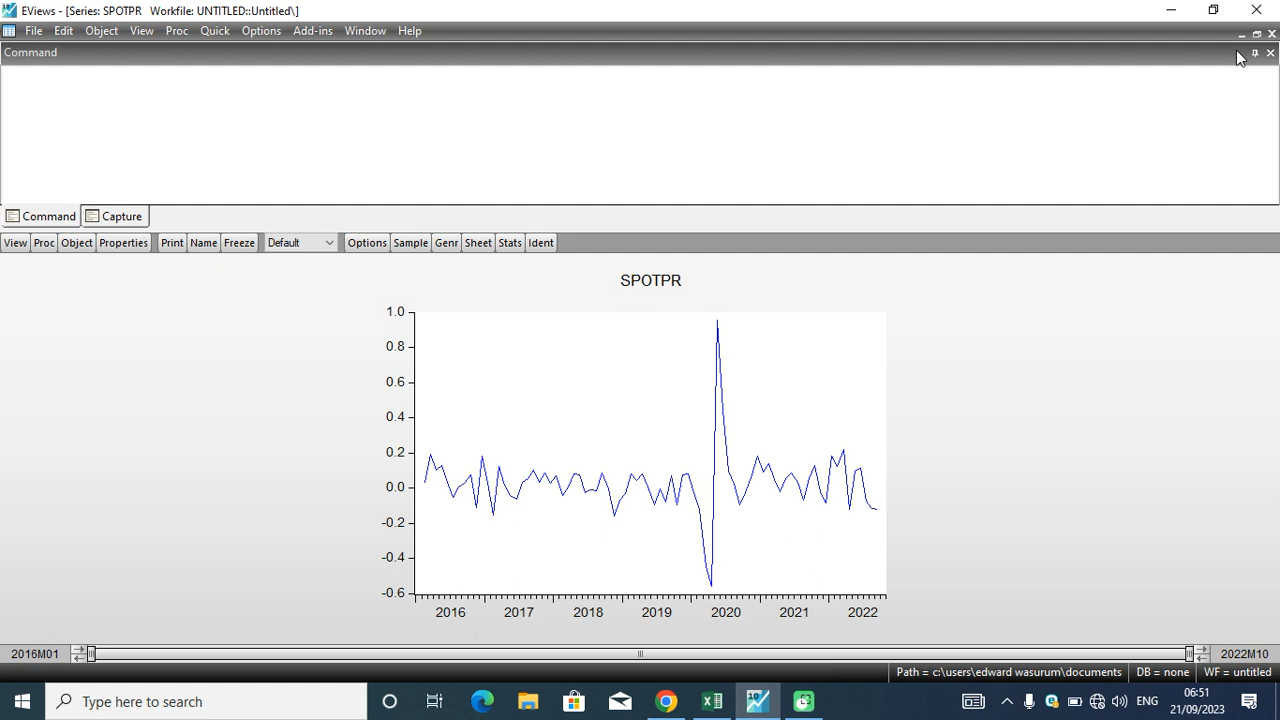 EViews - [Series: SPOTPR   Workfile: UNTITLED::Untitled\]
File Edit Object View Proc Quick Options Add-ins Window Help
Command
Command Capture
View Proc Object Properties Print Name Freeze Default Options Sample Genr Sheet Stats Ident
SPOTPR
1.0
0.8
0.6
0.4
0.2
0.0
-0.2
-0.4
-0.6
2016 2017 2018 2019 2020 2021 2022
2016M01 2022M10
Path = c:\users\edward wasurum\documents DB = none WF = untitled
Type here to search
ENG
06:51
21/09/2023